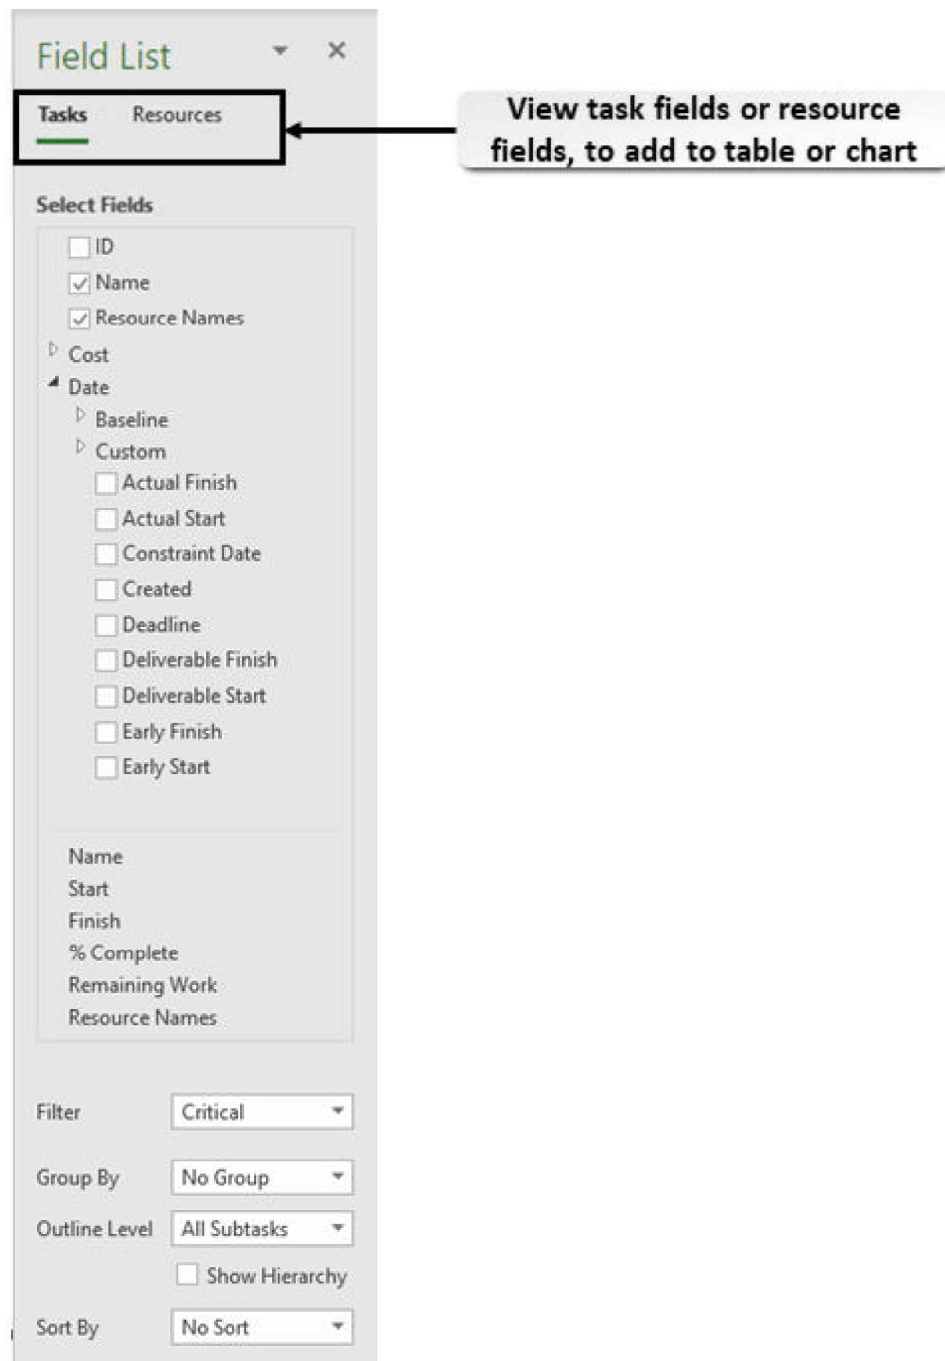 Field List
Tasks Resources
View task fields or resource
fields, to add to table or chart
Select Fields
ID
Name
Resource Names
Cost
Date
Baseline
Custom
Actual Finish
Actual Start
Constraint Date
Created
Deadline
Deliverable Finish
Deliverable Start
Early Finish
Early Start
Name
Start
Finish
% Complete
Remaining Work
Resource Names
Filter Critical
Group By No Group
Outline Level All Subtasks
Show Hierarchy
Sort By No Sort